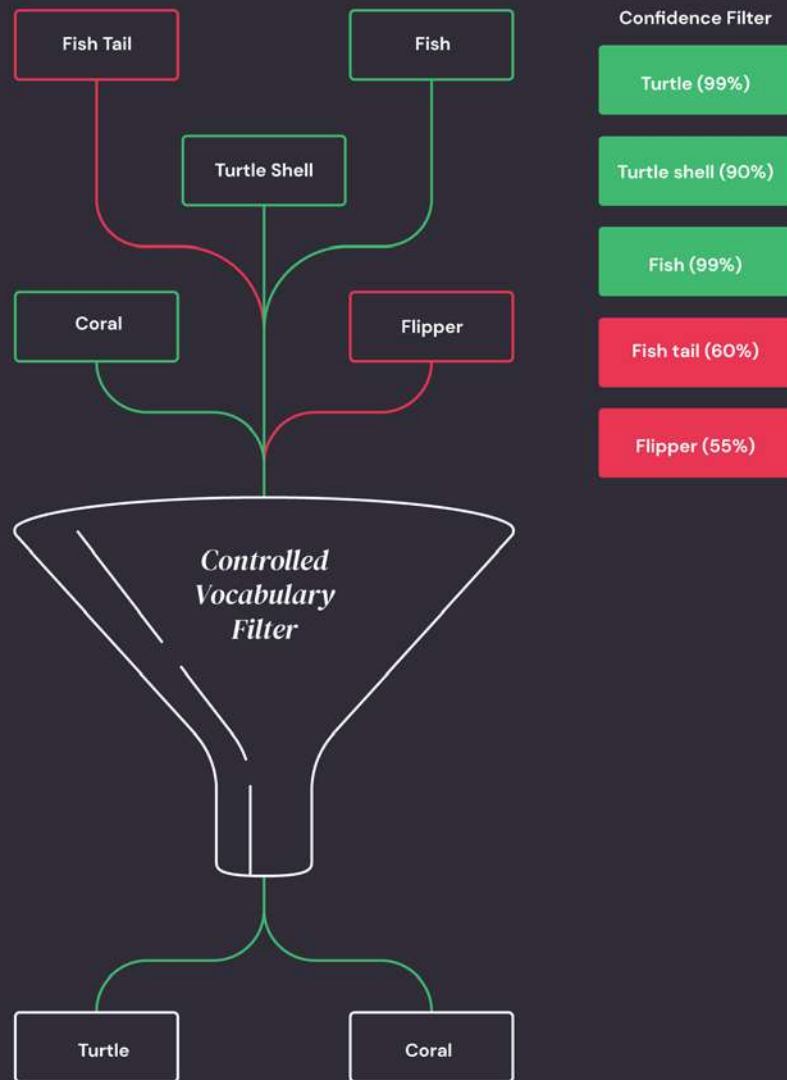 Fish Tail
Fish
Turtle Shell
Coral
Flipper
Controlled
Vocabulary
Filter
Turtle
Coral
Confidence Filter
Turtle (99%)
Turtle shell (90%)
Fish (99%)
Fish tail (60%)
Flipper (55%)